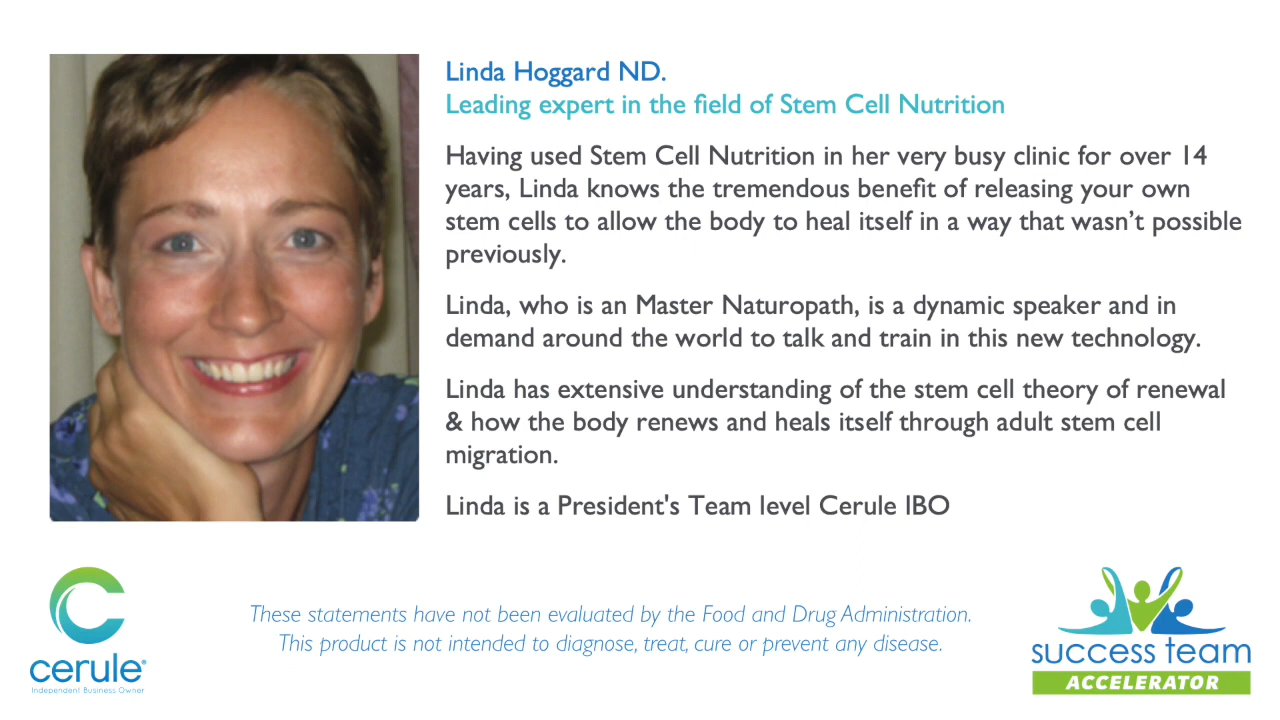 Linda Hoggard ND.
Leading expert in the field of Stem Cell Nutrition
Having used Stem Cell Nutrition in her very busy clinic for over 14
years, Linda knows the tremendous benefit of releasing your own
stem cells to allow the body to heal itself in a way that wasn’t possible
previously.
Linda, who is an Master Naturopath, is a dynamic speaker and in
demand around the world to talk and train in this new technology.
Linda has extensive understanding of the stem cell theory of renewal
& how the body renews and heals itself through adult stem cell
migration.
Linda is a President's Team level Cerule IBO
These statements have not been evaluated by the Food and Drug Administration.
This product is not intended to diagnose, treat, cure or prevent any disease.
cerule®
Independent Business Owner
success team
ACCELERATOR